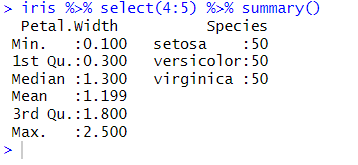 > iris %>% select(4:5) %>% summary()
  Petal.Width          Species
 Min.   :0.100   setosa    :50
 1st Qu.:0.300   versicolor:50
 Median :1.300   virginica :50
 Mean   :1.199
 3rd Qu.:1.800
 Max.   :2.500
>